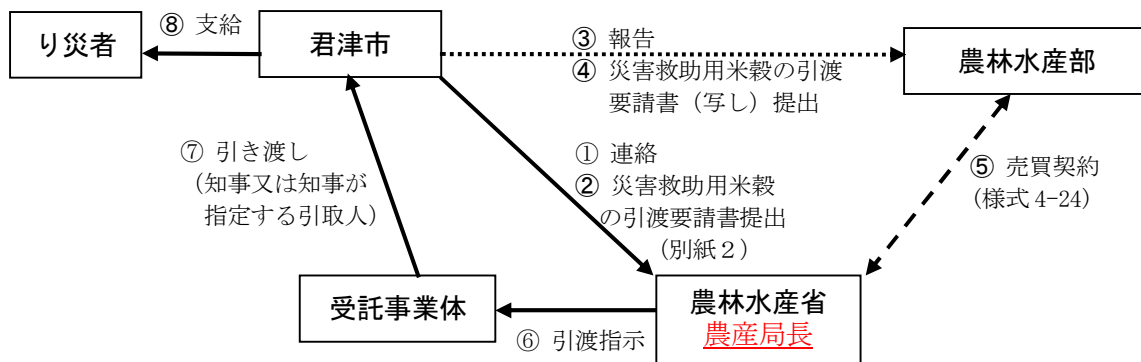 ⑧ 支給
り災者
君津市
③ 報告
④ 災害救助用米穀の引渡
要請書（写し）提出
農林水産部
⑦ 引き渡し
（知事又は知事が
指定する引取人）
① 連絡
② 災害救助用米穀
の引渡要請書提出
（別紙２）
⑤ 売買契約
（様式 4-24）
受託事業体
⑥ 引渡指示
農林水産省
農産局長